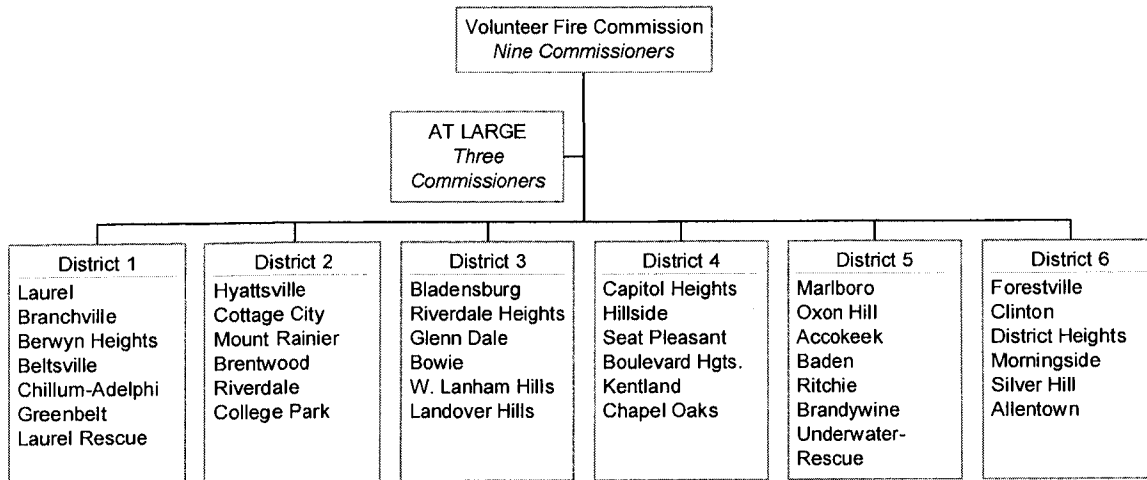 Volunteer Fire Commission
Nine Commissioners
AT LARGE
Three
Commissioners
District 1
Laurel
Branchville
Berwyn Heights
Beltsville
Chillum-Adelphi
Greenbelt
Laurel Rescue
District 2
Hyattsville
Cottage City
Mount Rainier
Brentwood
Riverdale
College Park
District 3
Bladensburg
Riverdale Heights
Glenn Dale
Bowie
W. Lanham Hills
Landover Hills
District 4
Capitol Heights
Hillside
Seat Pleasant
Boulevard Hgts.
Kentland
Chapel Oaks
District 5
Marlboro
Oxon Hill
Accokeek
Baden
Ritchie
Brandywine
Underwater-
Rescue
District 6
Forestville
Clinton
District Heights
Morningside
Silver Hill
Allentown